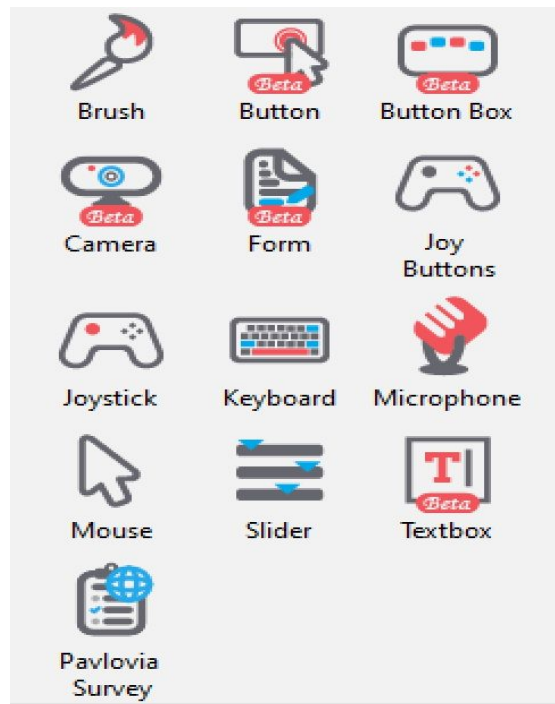 Beta
Beta
Brush Button Button Box
Beta
Beta
Camera Form Joy
Buttons
Joystick Keyboard Microphone
T
Beta
Mouse Slider Textbox
Pavlovia
Survey